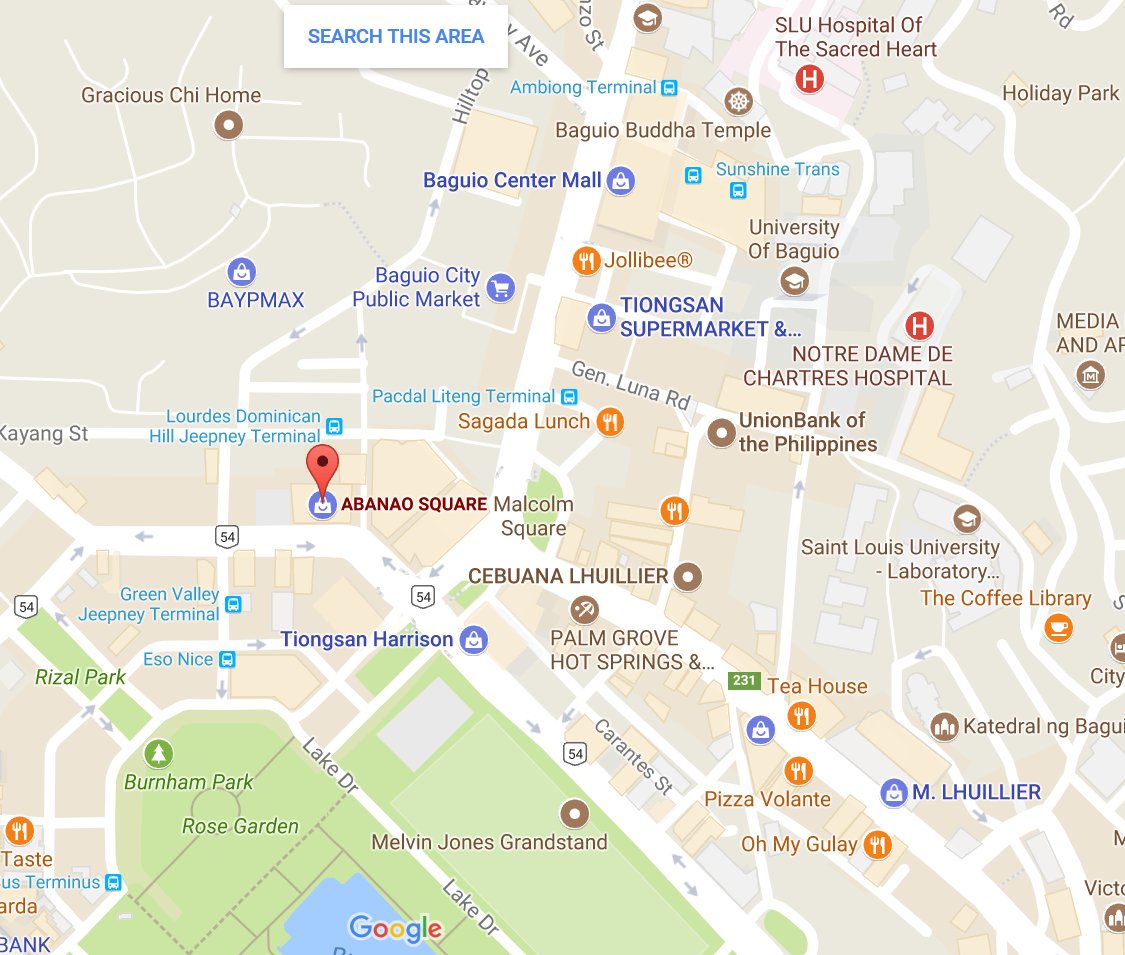 SEARCH THIS AREA
SLU Hospital Of
The Sacred Heart
Rd
Ave
St
Hilltop
Ambiong Terminal
Gracious Chi Home
Holiday Park
Baguio Buddha Temple
Baguio Center Mall
Sunshine Trans
University
Of Baguio
Jollibee®
Baguio City
Public Market
BAYPMAX
TIONGSAN
SUPERMARKET &...
MEDIA
NOTRE DAME DE
CHARTRES HOSPITAL
Gen. Luna Rd
Pacdal Liteng Terminal
Lourdes Dominican
Hill Jeepney Terminal
Sagada Lunch
UnionBank of
the Philippines
Kayang St
ABANAO SQUARE
Malcolm
Square
54
Saint Louis University
- Laboratory...
CEBUANA LHUILLIER
54
54
Green Valley
Jeepney Terminal
The Coffee Library
PALM GROVE
HOT SPRINGS &...
Tiongsan Harrison
Eso Nice
Rizal Park
231
Tea House
City
Katedral ng Bagui
Carantes St
54
Lake Dr
Burnham Park
Pizza Volante
M. LHUILLIER
Rose Garden
Melvin Jones Grandstand
Oh My Gulay
Taste
us Terminus
arda
Lake Dr
Victo
Google
BANK